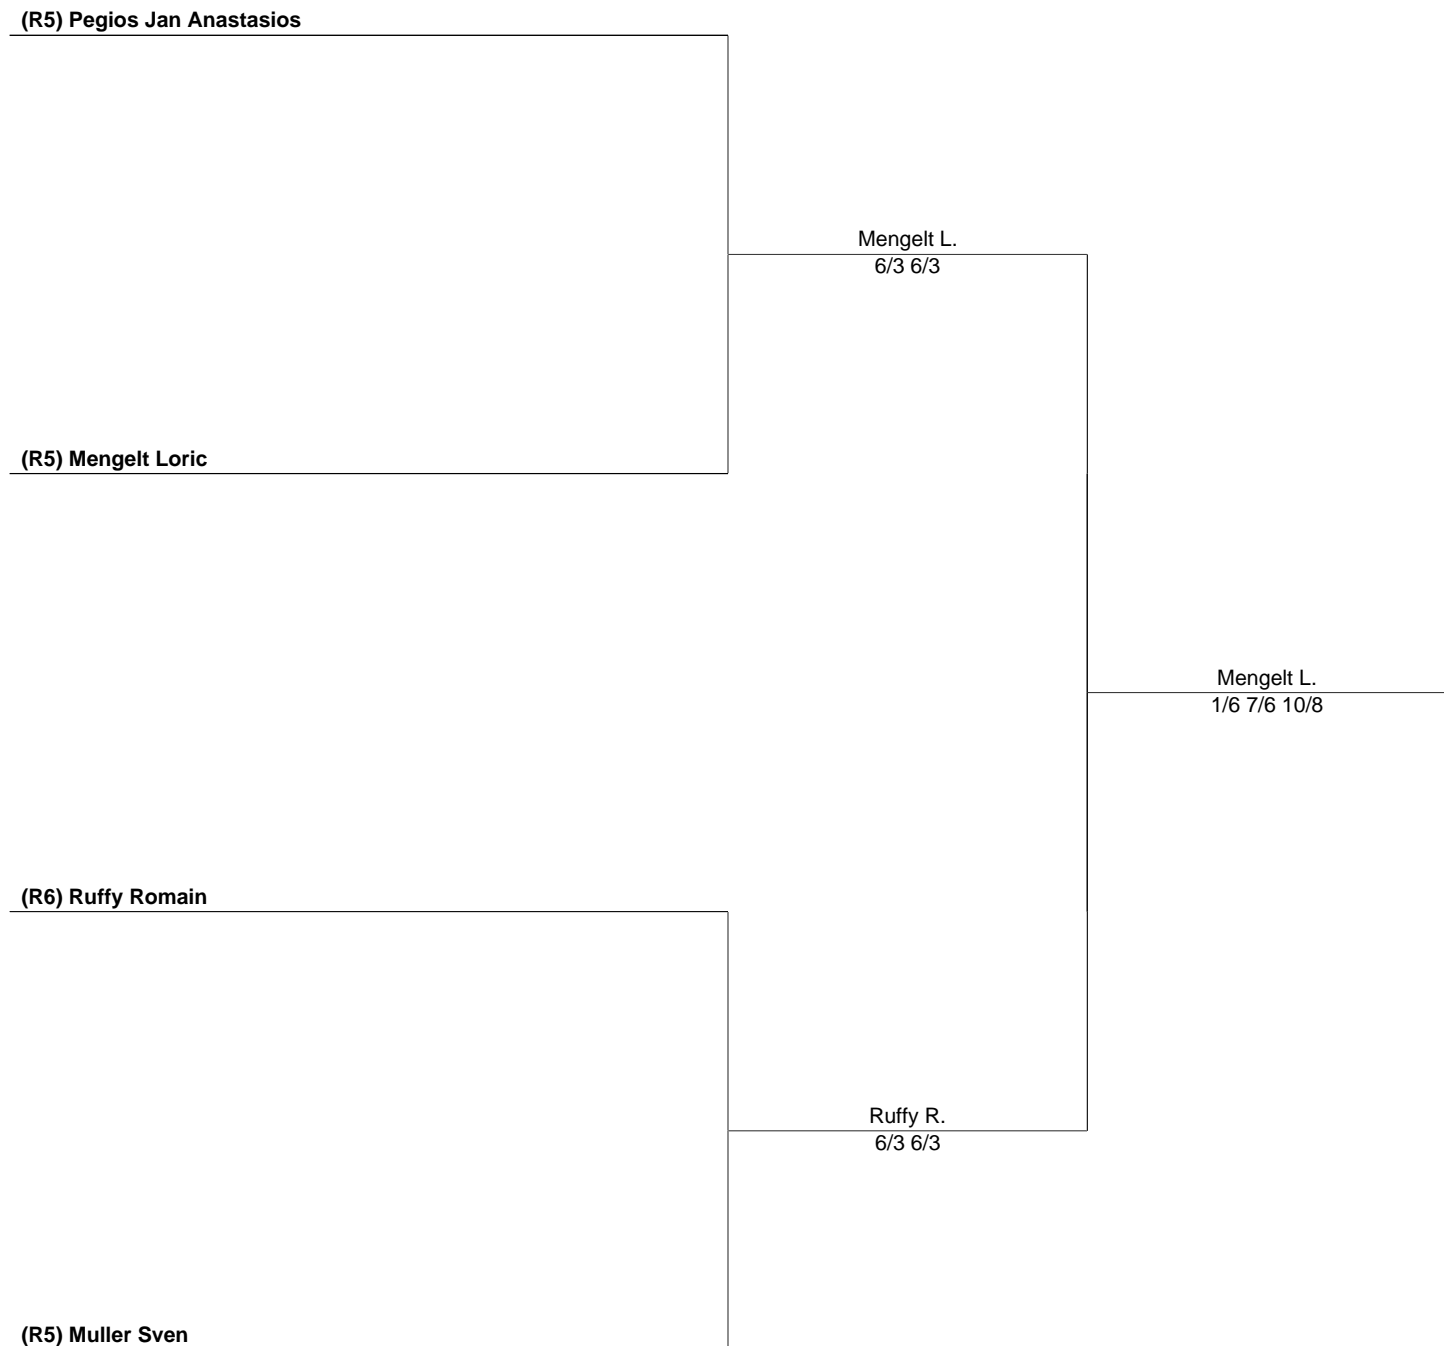 (R5) Pegios Jan Anastasios
Mengelt L.
6/3 6/3
(R5) Mengelt Loric
Mengelt L.
1/6 7/6 10/8
(R6) Ruffy Romain
Ruffy R.
6/3 6/3
(R5) Muller Sven